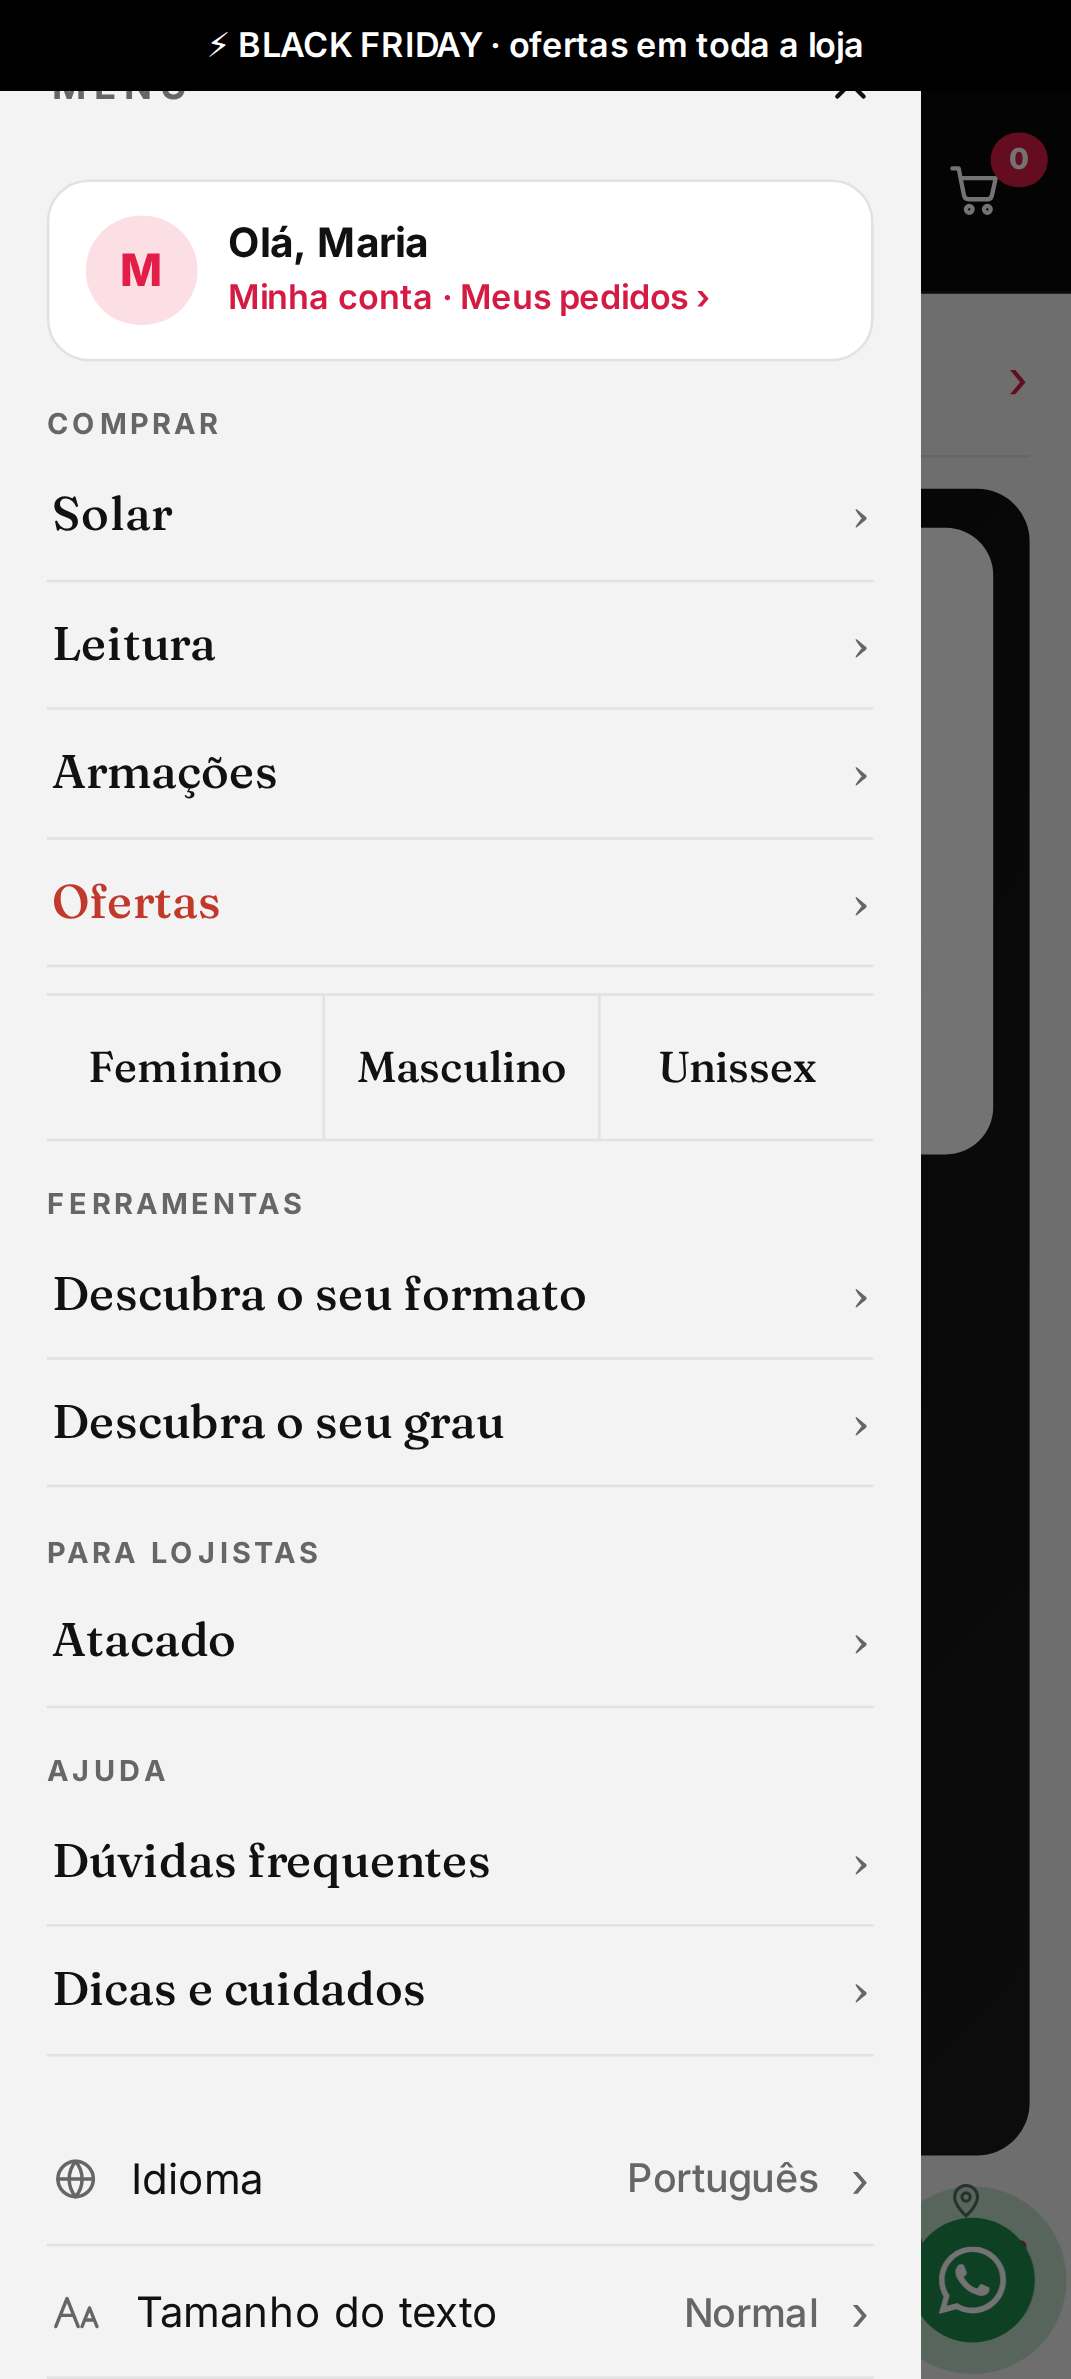 ⚡ BLACK FRIDAY · ofertas em toda a loja
MENU
0
M
Olá, Maria
Minha conta · Meus pedidos ›
COMPRAR
Solar ›
Leitura ›
Armações ›
Ofertas ›
Feminino Masculino Unissex
FERRAMENTAS
Descubra o seu formato ›
Descubra o seu grau ›
PARA LOJISTAS
Atacado ›
AJUDA
Dúvidas frequentes ›
Dicas e cuidados ›
Idioma Português ›
AA Tamanho do texto Normal ›